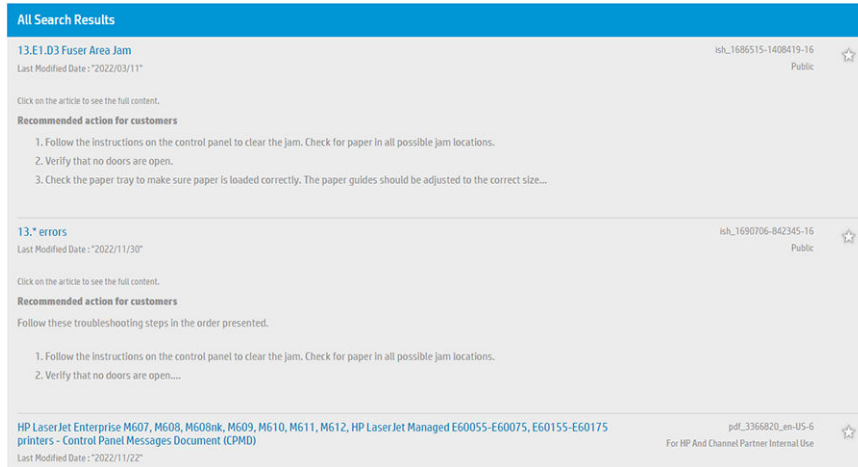 All Search Results
13.E1.D3 Fuser Area Jam
ish_1686515-1408419-16
Last Modified Date : "2022/03/11"
Public
Click on the article to see the full content.
Recommended action for customers
1. Follow the instructions on the control panel to clear the jam. Check for paper in all possible jam locations.
2. Verify that no doors are open.
3. Check the paper tray to make sure paper is loaded correctly. The paper guides should be adjusted to the correct size...
13.* errors
ish_1690706-842345-16
Last Modified Date : "2022/11/30"
Public
Click on the article to see the full content.
Recommended action for customers
Follow these troubleshooting steps in the order presented.
1. Follow the instructions on the control panel to clear the jam. Check for paper in all possible jam locations.
2. Verify that no doors are open....
HP LaserJet Enterprise M607, M608, M608nk, M609, M610, M611, M612, HP LaserJet Managed E60055-E60075, E60155-E60175
pdf_3366820_en-US-6
printers - Control Panel Messages Document (CPMD)
For HP And Channel Partner Internal Use
Last Modified Date : "2022/11/22"